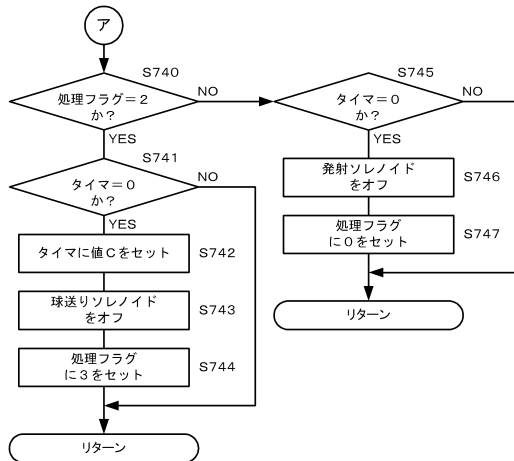 ア
S740
処理フラグ=2
か?
NO
YES
S741
タイマ=0
か?
NO
YES
タイマに値Cをセット
S742
球送りソレノイド
をオフ
S743
処理フラグ
に3をセット
S744
リターン
S745
タイマ=0
か?
NO
YES
発射ソレノイド
をオフ
S746
処理フラグ
に0をセット
S747
リターン